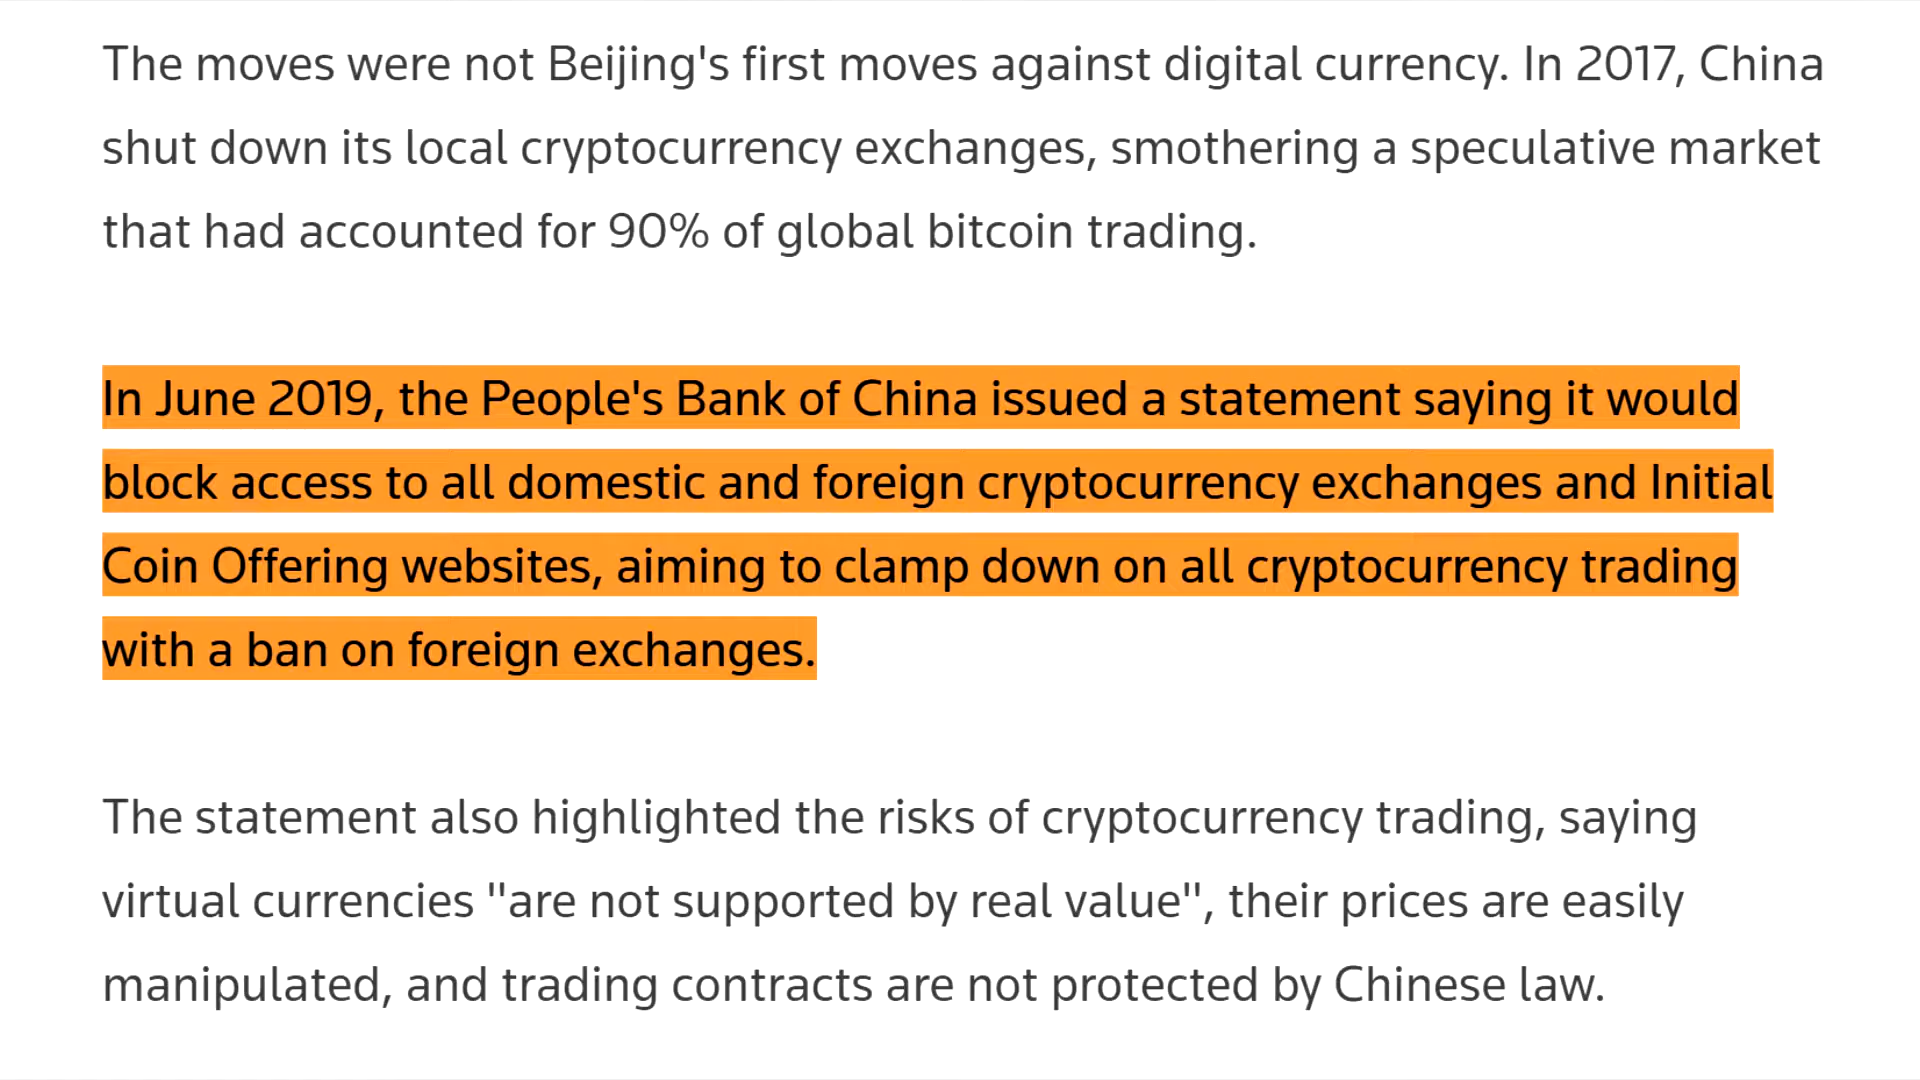 The moves were not Beijing's first moves against digital currency. In 2017, China
shut down its local cryptocurrency exchanges, smothering a speculative market
that had accounted for 90% of global bitcoin trading.
In June 2019, the People's Bank of China issued a statement saying it would
block access to all domestic and foreign cryptocurrency exchanges and Initial
Coin Offering websites, aiming to clamp down on all cryptocurrency trading
with a ban on foreign exchanges.
The statement also highlighted the risks of cryptocurrency trading, saying
virtual currencies "are not supported by real value", their prices are easily
manipulated, and trading contracts are not protected by Chinese law.